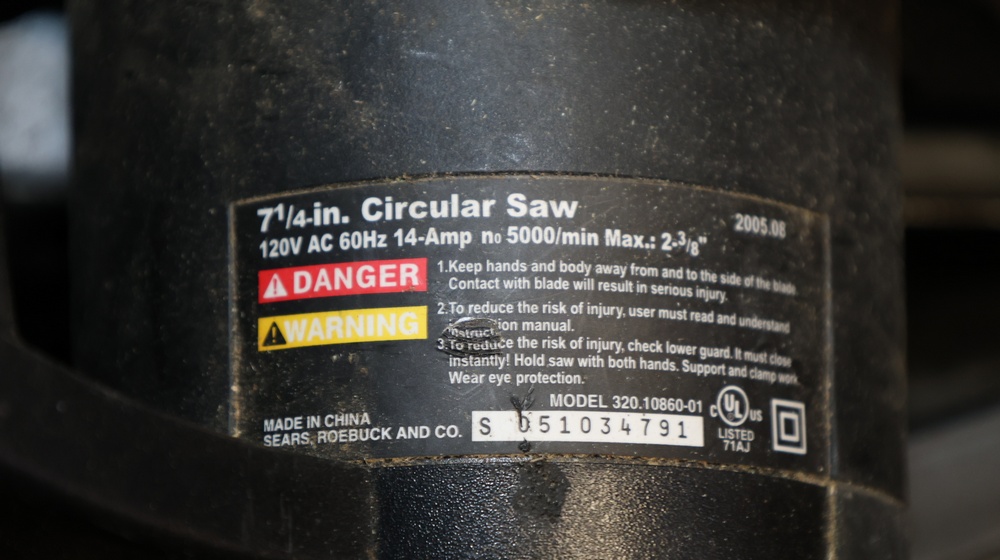 7 1/4-in. Circular Saw
2005.08
120V AC 60Hz 14-Amp n₀ 5000/min Max.: 2-3/8"
DANGER
WARNING
1.Keep hands and body away from and to the side of the blade.
Contact with blade will result in serious injury.
2.To reduce the risk of injury, user must read and understand
instruction manual.
3.To reduce the risk of injury, check lower guard. It must close
instantly! Hold saw with both hands. Support and clamp work.
Wear eye protection.
MODEL 320.10860-01
MADE IN CHINA
SEARS, ROEBUCK AND CO.
S 051034791
C UL US
LISTED
71AJ